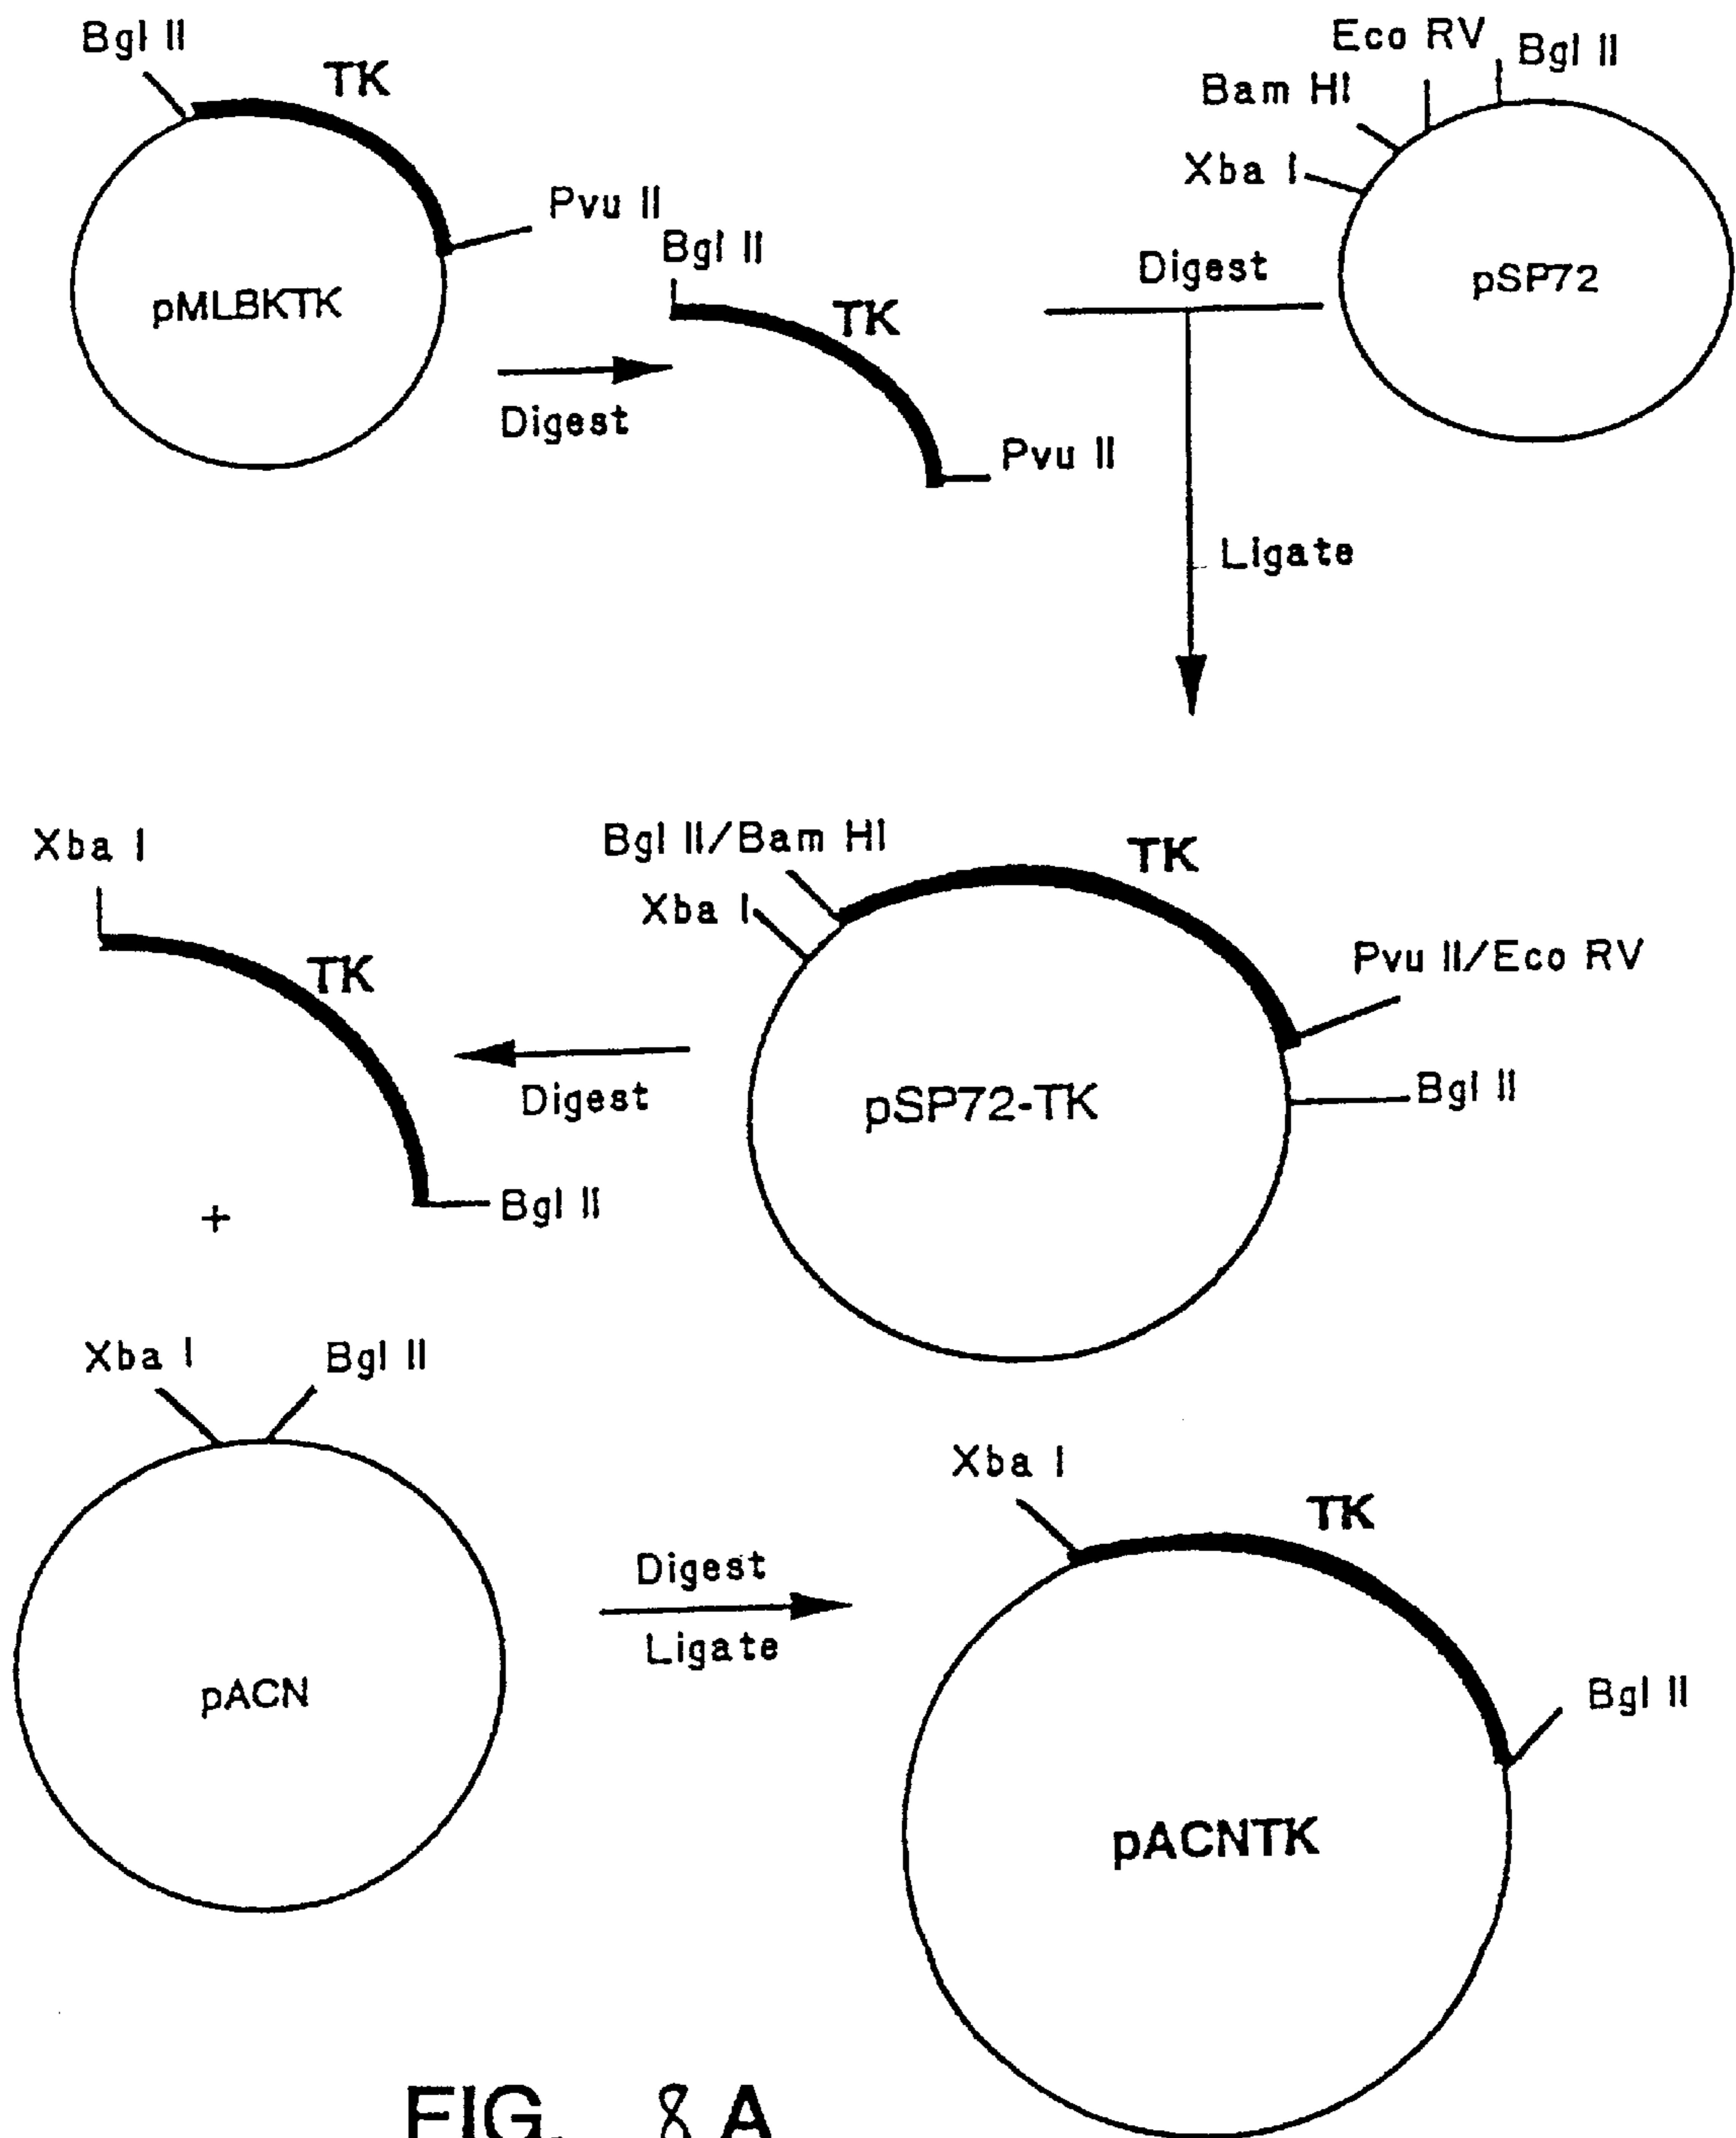 Bgl II
TK
Pvu II
pMLBKTK
Digest
Bgl II
TK
Pvu II
Eco RV
Bgl II
Bam HI
Xba I
pSP72
Digest
Ligate
Bgl II/Bam HI
Xba I
TK
Pvu II/Eco RV
Bgl II
pSP72-TK
Digest
Xba I
TK
Bgl II
+
Xba I
Bgl II
pACN
Digest
Ligate
Xba I
TK
Bgl II
pACNTK
FIG. 8A